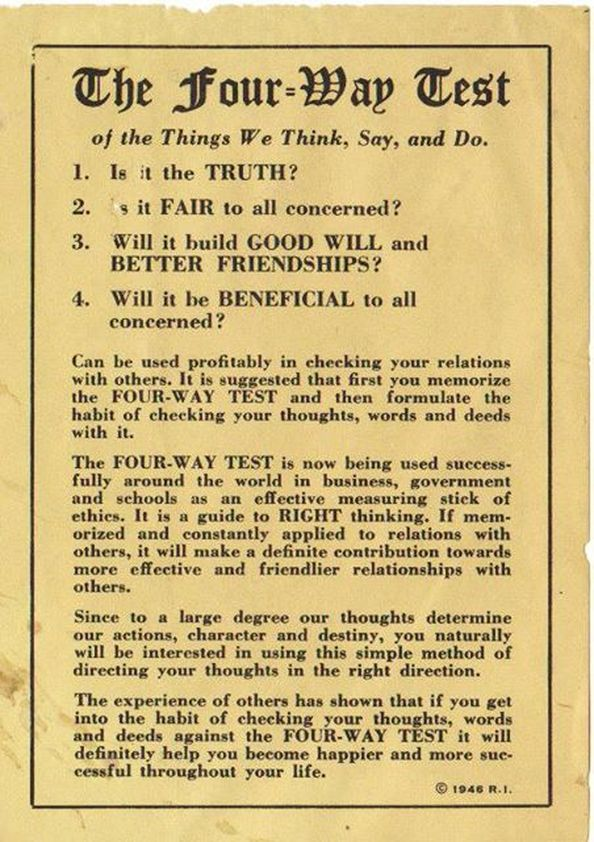 The Four-Way Test
of the Things We Think, Say, and Do.
1. Is it the TRUTH?
2. s it FAIR to all concerned?
3. Will it build GOOD WILL and
BETTER FRIENDSHIPS?
4. Will it be BENEFICIAL to all
concerned?
Can be used profitably in checking your relations
with others. It is suggested that first you memorize
the FOUR-WAY TEST and then formulate the
habit of checking your thoughts, words and deeds
with it.
The FOUR-WAY TEST is now being used success-
fully around the world in business, government
and schools as an effective measuring stick of
ethics. It is a guide to RIGHT thinking. If mem-
orized and constantly applied to relations with
others, it will make a definite contribution towards
more effective and friendlier relationships with
others.
Since to a large degree our thoughts determine
our actions, character and destiny, you naturally
will be interested in using this simple method of
directing your thoughts in the right direction.
The experience of others has shown that if you get
into the habit of checking your thoughts, words
and deeds against the FOUR-WAY TEST it will
definitely help you become happier and more suc-
cessful throughout your life.
© 1946 R.I.